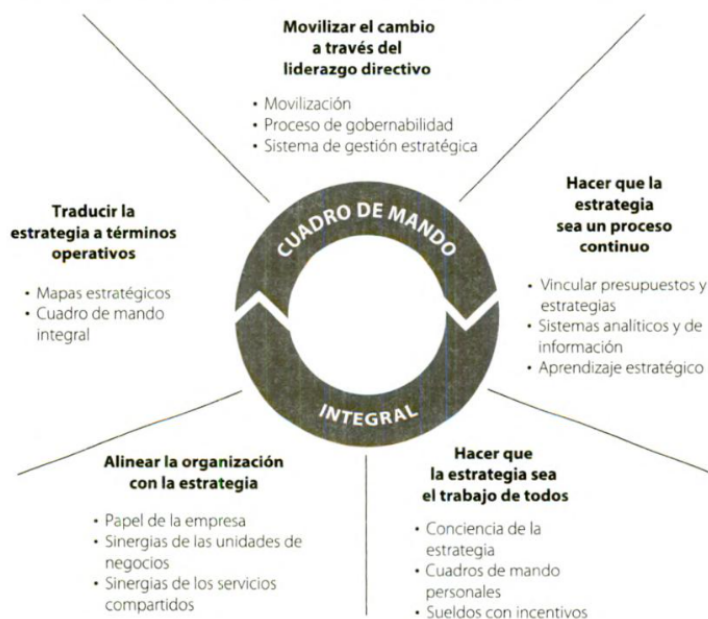 Movilizar el cambio
a través del
liderazgo directivo
• Movilización
• Proceso de gobernabilidad
• Sistema de gestión estratégica
Traducir la
estrategia a términos
operativos
• Mapas estratégicos
• Cuadro de mando
integral
CUADRO DE MANDO
INTEGRAL
Hacer que la
estrategia
sea un proceso
continuo
• Vincular presupuestos y
estrategias
• Sistemas analíticos y de
información
• Aprendizaje estratégico
Alinear la organización
con la estrategia
• Papel de la empresa
• Sinergias de las unidades de
negocios
• Sinergias de los servicios
compartidos
Hacer que
la estrategia sea
el trabajo de todos
• Conciencia de la
estrategia
• Cuadros de mando
personales
• Sueldos con incentivos